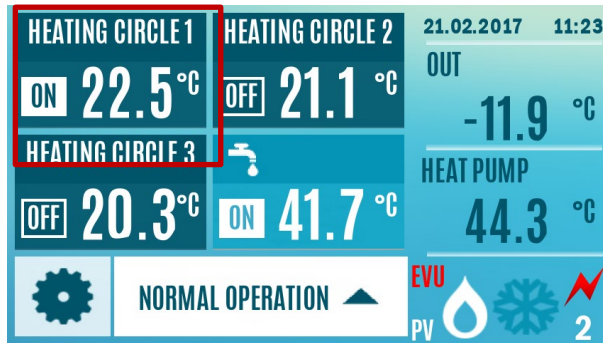 HEATING CIRCLE 1
ON 22.5°C
HEATING CIRCLE 2
OFF 21.1 °C
HEATING CIRCLE 3
OFF 20.3°C
ON 41.7 °C
21.02.2017 11:23
OUT
-11.9 °C
HEAT PUMP
44.3 °C
NORMAL OPERATION
EVU
PV
2